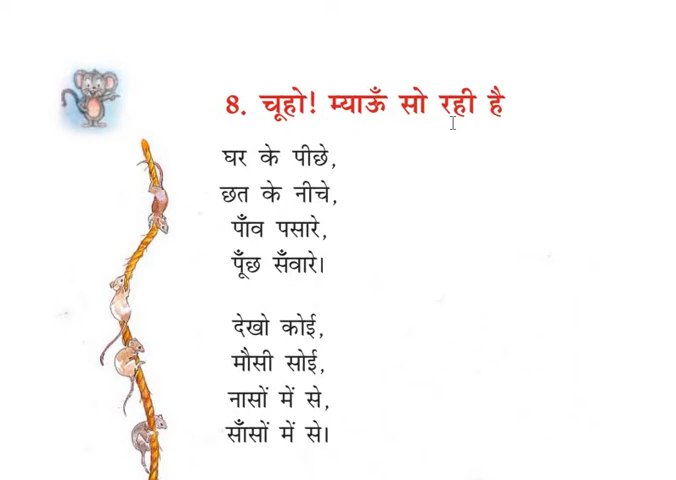 8. चूहो! म्याऊँ सो रही है
घर के पीछे,
छत के नीचे,
पाँव पसारे,
पूँछ सँवारे।
देखो कोई,
मौसी सोई,
नासों में से,
साँसों में से।